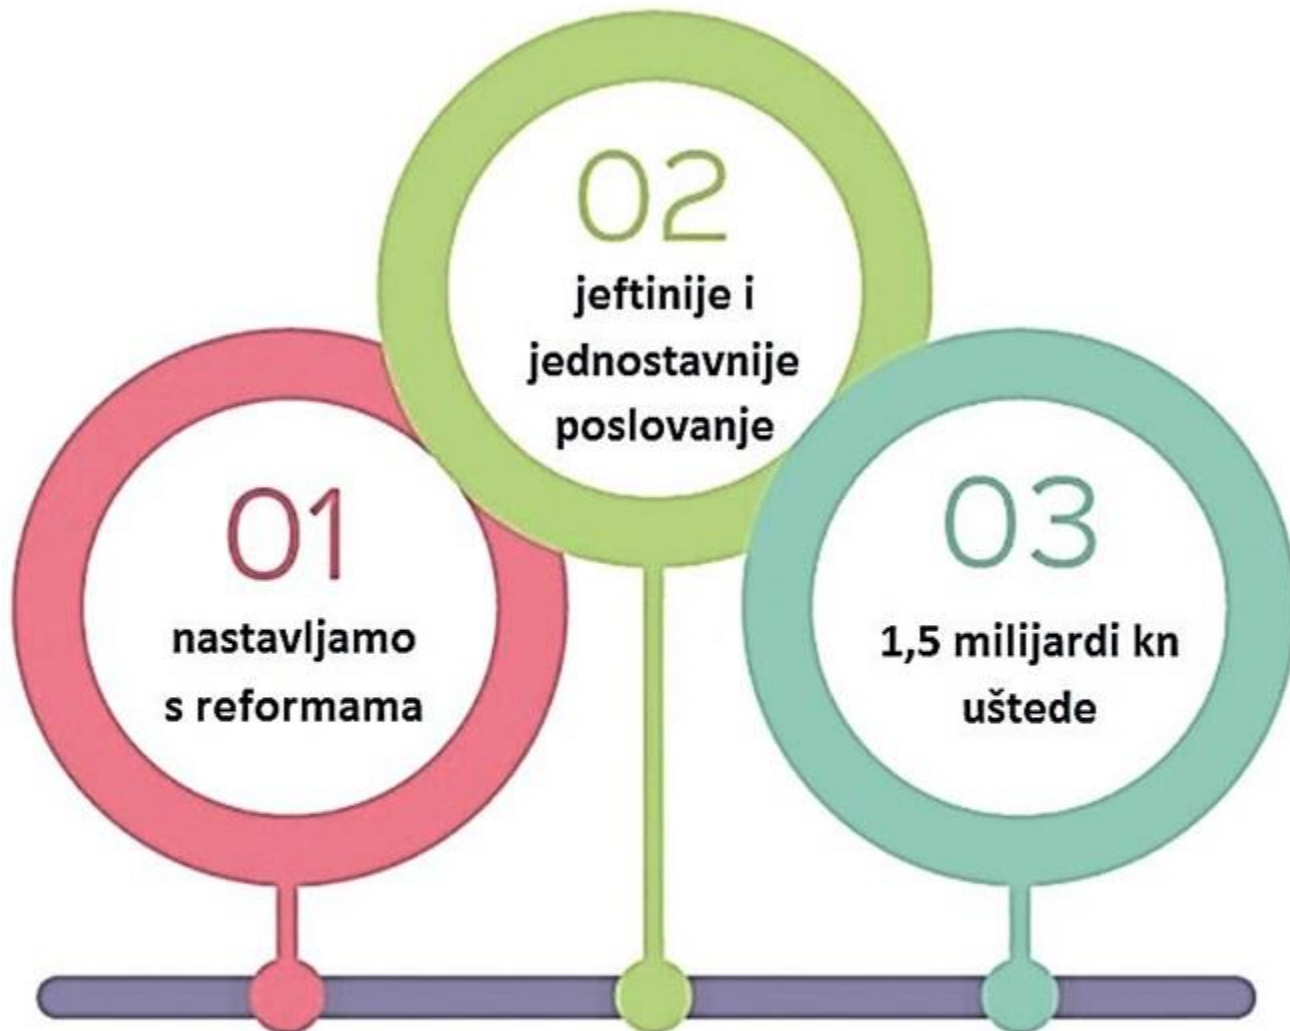 01
nastavljamo
s reformama
02
jeftinije i
jednostavnije
poslovanje
03
1,5 milijardi kn
uštede